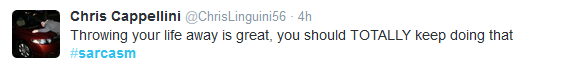 Chris Cappellini @ChrisLinguini56 · 4h
Throwing your life away is great, you should TOTALLY keep doing that
#sarcasm